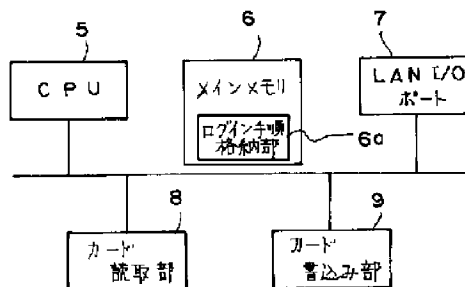 5
CPU
6
メインメモリ
ログイン手順
格納部
6a
7
LAN I/O
ポート
8
カード
読取部
9
カード
書込み部